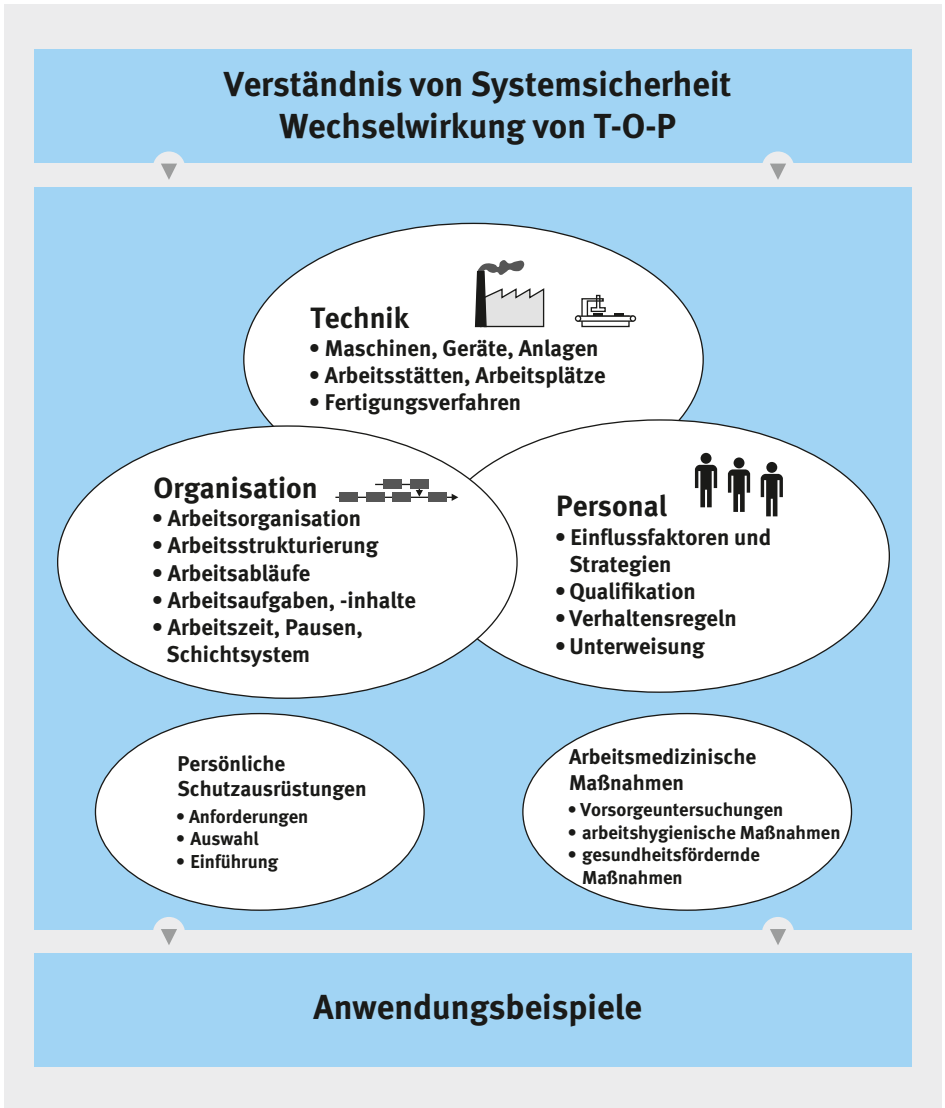 Verständnis von Systemsicherheit
Wechselwirkung von T-O-P
Technik
• Maschinen, Geräte, Anlagen
• Arbeitsstätten, Arbeitsplätze
• Fertigungsverfahren
Organisation
• Arbeitsorganisation
• Arbeitsstrukturierung
• Arbeitsabläufe
• Arbeitsaufgaben, -inhalte
• Arbeitszeit, Pausen,
Schichtsystem
Personal
• Einflussfaktoren und
Strategien
• Qualifikation
• Verhaltensregeln
• Unterweisung
Persönliche
Schutzausrüstungen
• Anforderungen
• Auswahl
• Einführung
Arbeitsmedizinische
Maßnahmen
• Vorsorgeuntersuchungen
• arbeitshygienische Maßnahmen
• gesundheitsfördernde
Maßnahmen
Anwendungsbeispiele